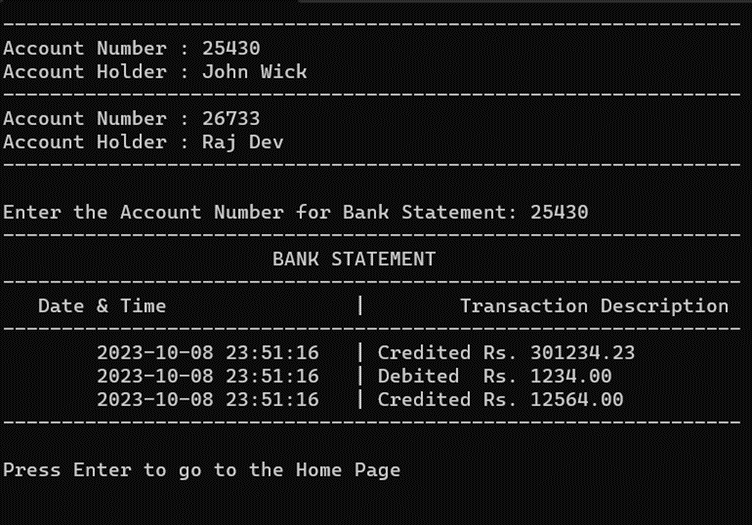 ---------------------------------------------------------------
Account Number : 25430
Account Holder : John Wick
---------------------------------------------------------------
Account Number : 26733
Account Holder : Raj Dev
---------------------------------------------------------------
Enter the Account Number for Bank Statement: 25430
---------------------------------------------------------------
BANK STATEMENT
---------------------------------------------------------------
Date & Time | Transaction Description
---------------------------------------------------------------
2023-10-08 23:51:16 | Credited Rs. 301234.23
2023-10-08 23:51:16 | Debited  Rs. 1234.00
2023-10-08 23:51:16 | Credited Rs. 12564.00
---------------------------------------------------------------
Press Enter to go to the Home Page